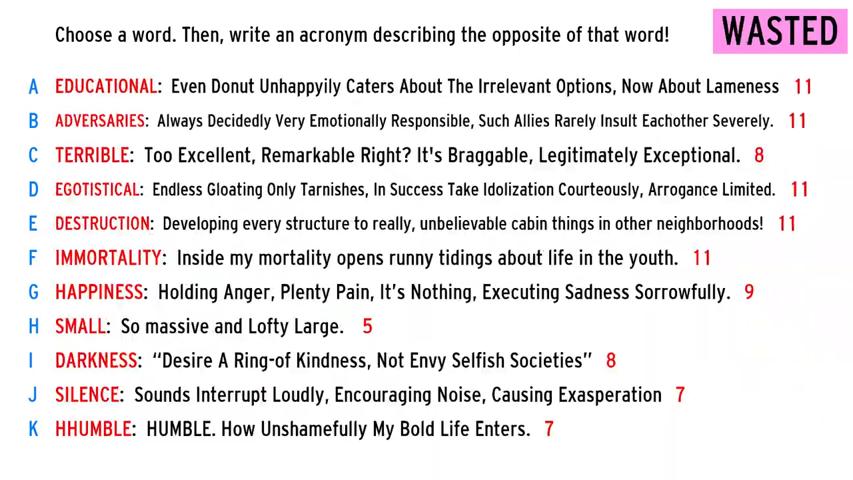 Choose a word. Then, write an acronym describing the opposite of that word! WASTED
A EDUCATIONAL: Even Donut Unhappyily Caters About The Irrelevant Options, Now About Lameness 11
B ADVERSARIES: Always Decidedly Very Emotionally Responsible, Such Allies Rarely Insult Eachother Severely. 11
C TERRIBLE: Too Excellent, Remarkable Right? It's Braggable, Legitimately Exceptional. 8
D EGOTISTICAL: Endless Gloating Only Tarnishes, In Success Take Idolization Courteously, Arrogance Limited. 11
E DESTRUCTION: Developing every structure to really, unbelievable cabin things in other neighborhoods! 11
F IMMORTALITY: Inside my mortality opens runny tidings about life in the youth. 11
G HAPPINESS: Holding Anger, Plenty Pain, It's Nothing, Executing Sadness Sorrowfully. 9
H SMALL: So massive and Lofty Large. 5
I DARKNESS: “Desire A Ring-of Kindness, Not Envy Selfish Societies” 8
J SILENCE: Sounds Interrupt Loudly, Encouraging Noise, Causing Exasperation 7
K HHUMBLE: HUMBLE. How Unshamefully My Bold Life Enters. 7